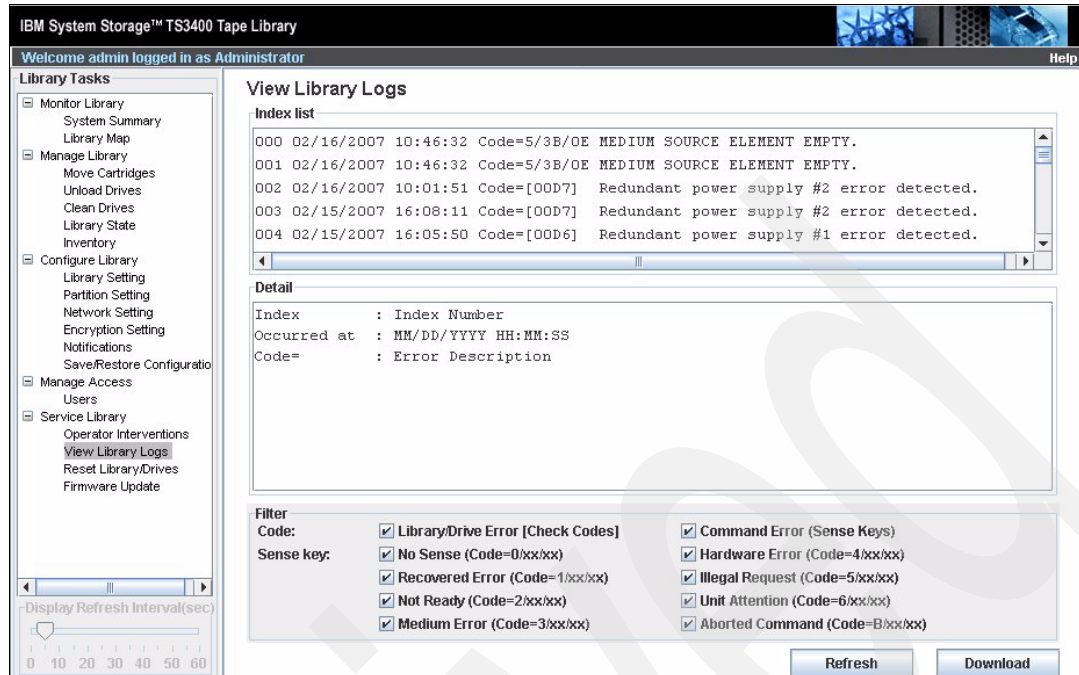 IBM System Storage™ TS3400 Tape Library
Welcome admin logged in as Administrator
Help
Library Tasks
Monitor Library
System Summary
Library Map
Manage Library
Move Cartridges
Unload Drives
Clean Drives
Library State
Inventory
Configure Library
Library Setting
Partition Setting
Network Setting
Encryption Setting
Notifications
Save/Restore Configuratio
Manage Access
Users
Service Library
Operator Interventions
View Library Logs
Reset Library/Drives
Firmware Update
Display Refresh Interval(sec)
0 10 20 30 40 50 60
View Library Logs
Index list
000 02/16/2007 10:46:32 Code=5/3B/0E MEDIUM SOURCE ELEMENT EMPTY.
001 02/16/2007 10:46:32 Code=5/3B/0E MEDIUM SOURCE ELEMENT EMPTY.
002 02/16/2007 10:01:51 Code=[00D7] Redundant power supply #2 error detected.
003 02/15/2007 16:08:11 Code=[00D7] Redundant power supply #2 error detected.
004 02/15/2007 16:05:50 Code=[00D6] Redundant power supply #1 error detected.
Detail
Index : Index Number
Occurred at : MM/DD/YYYY HH:MM:SS
Code= : Error Description
Filter
Code: Library/Drive Error [Check Codes] Command Error (Sense Keys)
Sense key: No Sense (Code=0/xx/xx) Hardware Error (Code=4/xx/xx)
Recovered Error (Code=1/xx/xx) Illegal Request (Code=5/xx/xx)
Not Ready (Code=2/xx/xx) Unit Attention (Code=6/xx/xx)
Medium Error (Code=3/xx/xx) Aborted Command (Code=B/xx/xx)
Refresh Download